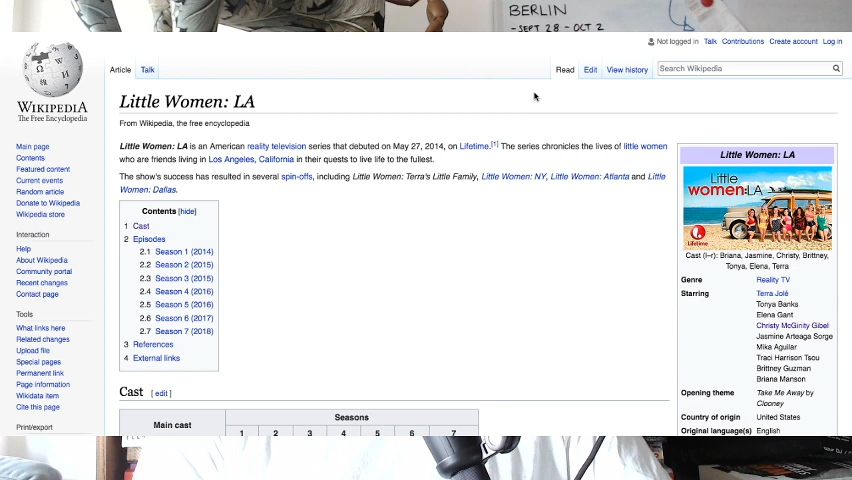 BERLIN
-SEPT 28 - OCT 2
Not logged in Talk Contributions Create account Log in
Article Talk
Read Edit View history
Search Wikipedia
WIKIPEDIA
The Free Encyclopedia
Little Women: LA
From Wikipedia, the free encyclopedia
Little Women: LA is an American reality television series that debuted on May 27, 2014, on Lifetime.[1] The series chronicles the lives of little women
who are friends living in Los Angeles, California in their quests to live life to the fullest.
The show's success has resulted in several spin-offs, including Little Women: Terra's Little Family, Little Women: NY, Little Women: Atlanta and Little
Women: Dallas.
Contents [hide]
1 Cast
2 Episodes
2.1 Season 1 (2014)
2.2 Season 2 (2015)
2.3 Season 3 (2015)
2.4 Season 4 (2016)
2.5 Season 5 (2016)
2.6 Season 6 (2017)
2.7 Season 7 (2018)
3 References
4 External links
Cast [ edit ]
Main cast
Seasons
1 2 3 4 5 6 7
Main page
Contents
Featured content
Current events
Random article
Donate to Wikipedia
Wikipedia store
Interaction
Help
About Wikipedia
Community portal
Recent changes
Contact page
Tools
What links here
Related changes
Upload file
Special pages
Permanent link
Page information
Wikidata item
Cite this page
Print/export
Little Women: LA
Little
women:LA
Lifetime
Cast (l–r): Briana, Jasmine, Christy, Brittney,
Tonya, Elena, Terra
Genre Reality TV
Starring Terra Jolé
Tonya Banks
Elena Gant
Christy McGinity Gibel
Jasmine Arteaga Sorge
Mika Aguilar
Traci Harrison Tsou
Brittney Guzman
Briana Manson
Opening theme Take Me Away by
Clooney
Country of origin United States
Original language(s) English